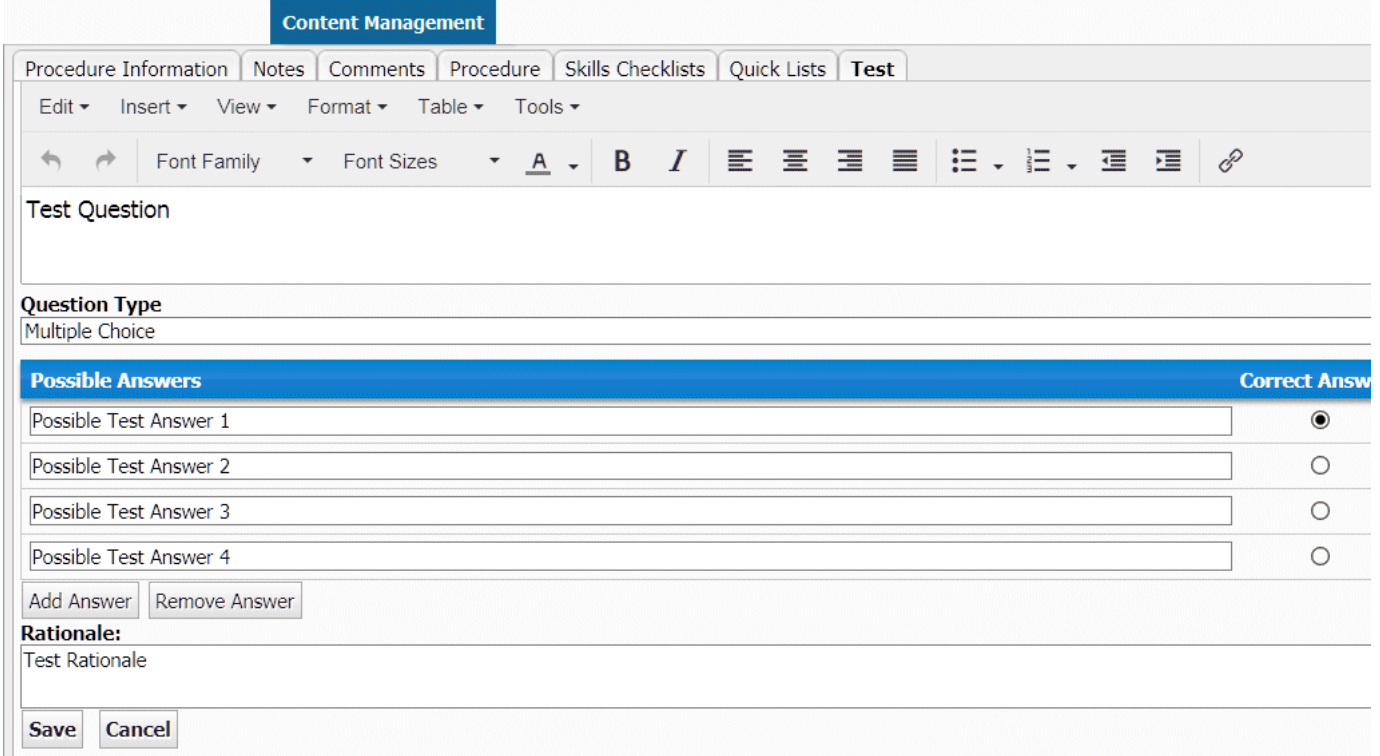 Content Management
Procedure Information Notes Comments Procedure Skills Checklists Quick Lists Test
Edit Insert View Format Table Tools
Font Family Font Sizes A B I
Test Question
Question Type
Multiple Choice
Possible Answers Correct Answ
Possible Test Answer 1
Possible Test Answer 2
Possible Test Answer 3
Possible Test Answer 4
Add Answer Remove Answer
Rationale:
Test Rationale
Save Cancel